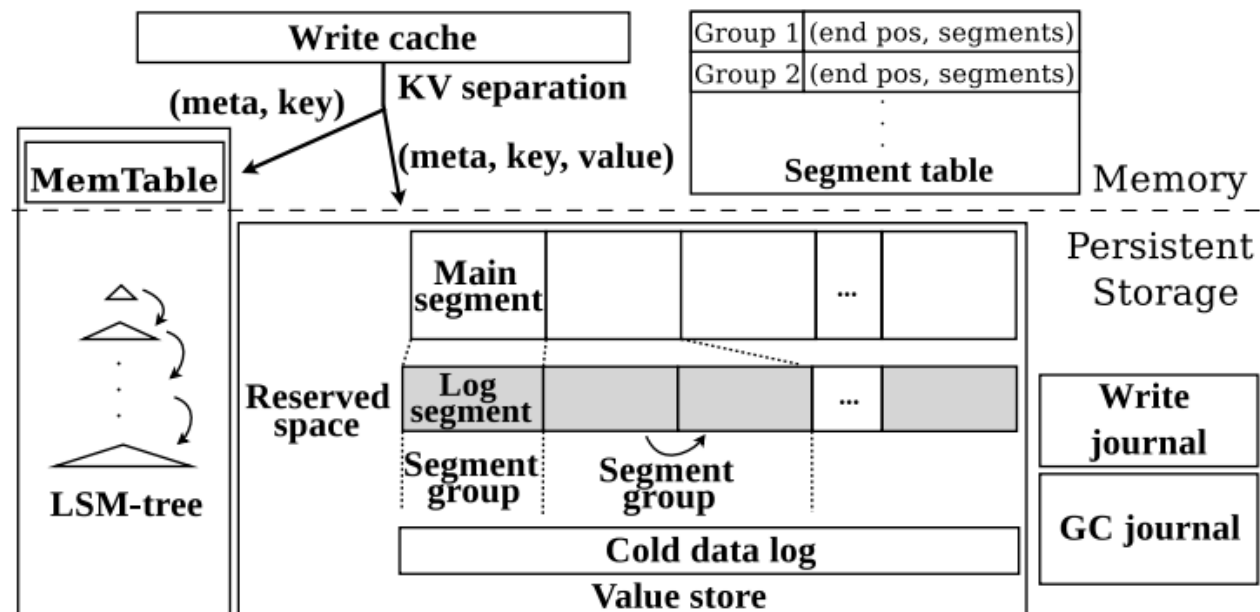 Write cache
KV separation
(meta, key)
(meta, key, value)
Group 1 (end pos, segments)
Group 2 (end pos, segments)
Segment table
MemTable
Memory
Persistent
Storage
Main
segment
...
Reserved
space
Log
segment
...
Segment
group
Segment
group
LSM-tree
Write
journal
GC journal
Cold data log
Value store